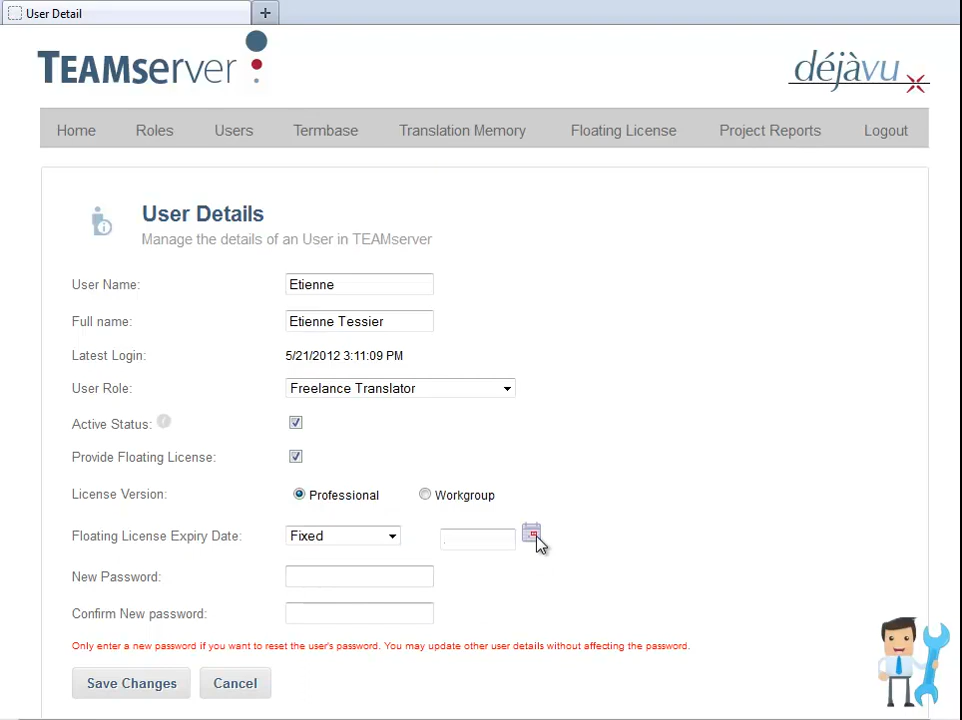 User Detail
TEAMserver
déjàvu
Home Roles Users Termbase Translation Memory Floating License Project Reports Logout
User Details
Manage the details of an User in TEAMserver
User Name: Etienne
Full name: Etienne Tessier
Latest Login: 5/21/2012 3:11:09 PM
User Role: Freelance Translator
Active Status:
Provide Floating License:
License Version: Professional Workgroup
Floating License Expiry Date: Fixed
New Password:
Confirm New password:
Only enter a new password if you want to reset the user's password. You may update other user details without affecting the password.
Save Changes Cancel